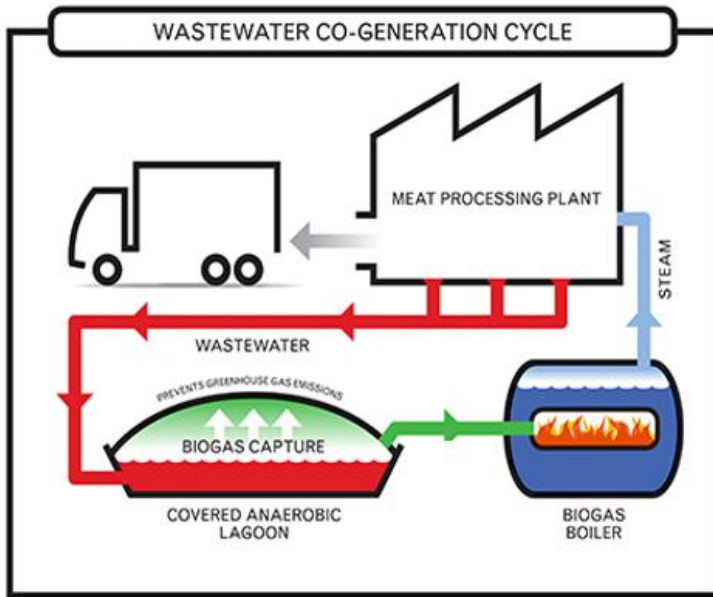 WASTEWATER CO-GENERATION CYCLE
MEAT PROCESSING PLANT
STEAM
WASTEWATER
PREVENTS GREENHOUSE GAS EMISSIONS
BIOGAS CAPTURE
COVERED ANAEROBIC
LAGOON
BIOGAS
BOILER